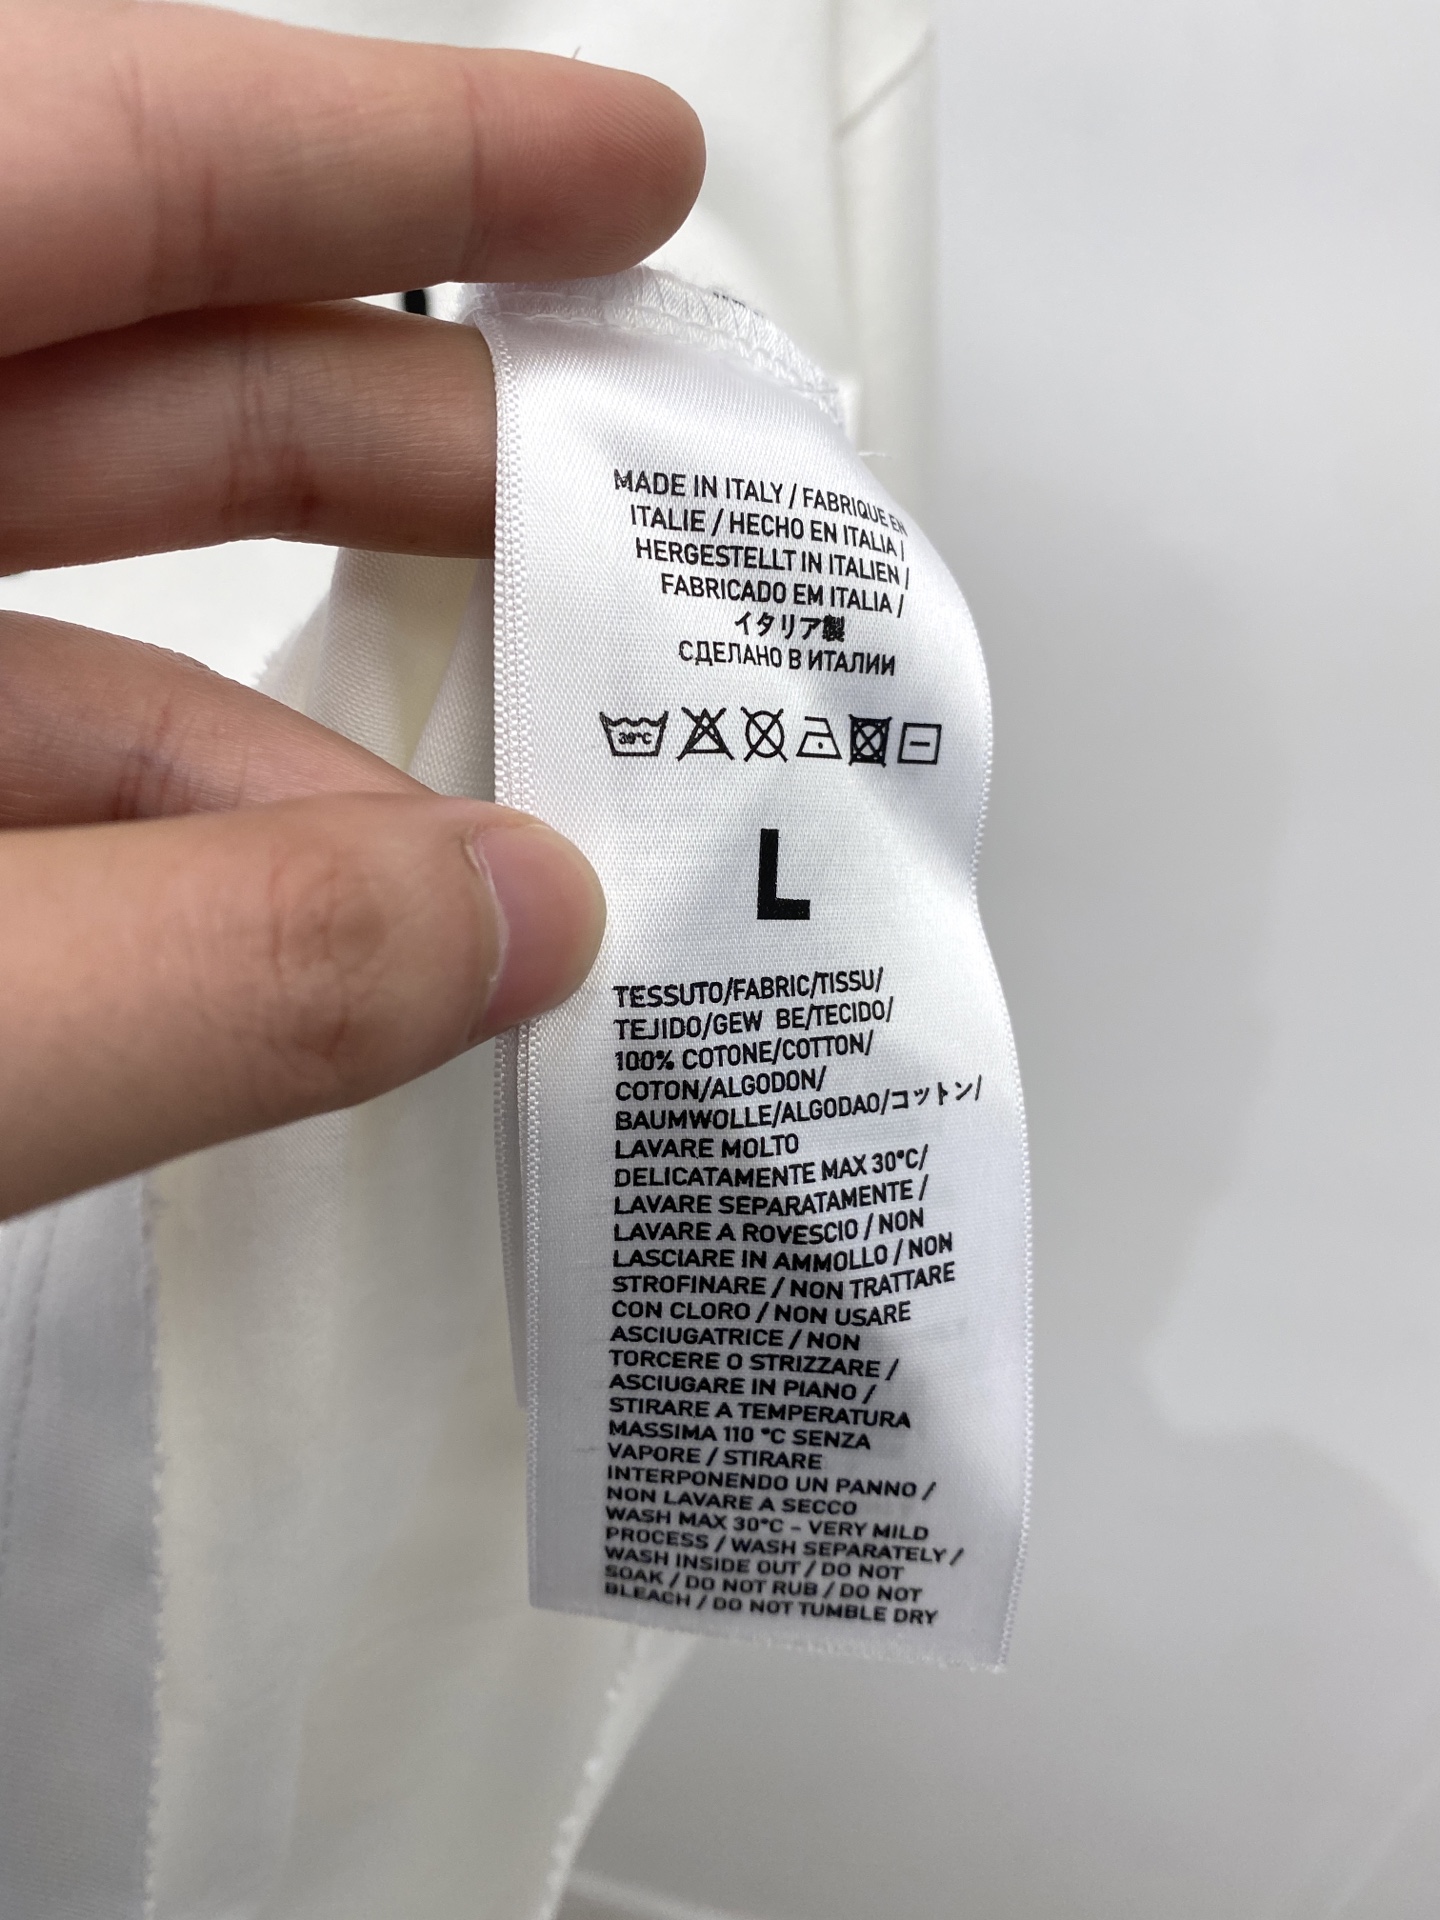 MADE IN ITALY / FABRIQUE EN
ITALIE / HECHO EN ITALIA /
HERGESTELLT IN ITALIEN /
FABRICADO EM ITALIA /
イタリア製
СДЕЛАНО В ИТАЛИИ
30°C
L
TESSUTO/FABRIC/TISSU/
TEJIDO/GEW BE/TECIDO/
100% COTONE/COTTON/
COTON/ALGODON/
BAUMWOLLE/ALGODAO/コットン/
LAVARE MOLTO
DELICATAMENTE MAX 30°C/
LAVARE SEPARATAMENTE /
LAVARE A ROVESCIO / NON
LASCIARE IN AMMOLLO / NON
STROFINARE / NON TRATTARE
CON CLORO / NON USARE
ASCIUGATRICE / NON
TORCERE O STRIZZARE /
ASCIUGARE IN PIANO /
STIRARE A TEMPERATURA
MASSIMA 110 °C SENZA
VAPORE / STIRARE
INTERPONENDO UN PANNO /
NON LAVARE A SECCO
WASH MAX 30°C - VERY MILD
PROCESS / WASH SEPARATELY /
WASH INSIDE OUT / DO NOT
SOAK / DO NOT RUB / DO NOT
BLEACH / DO NOT TUMBLE DRY